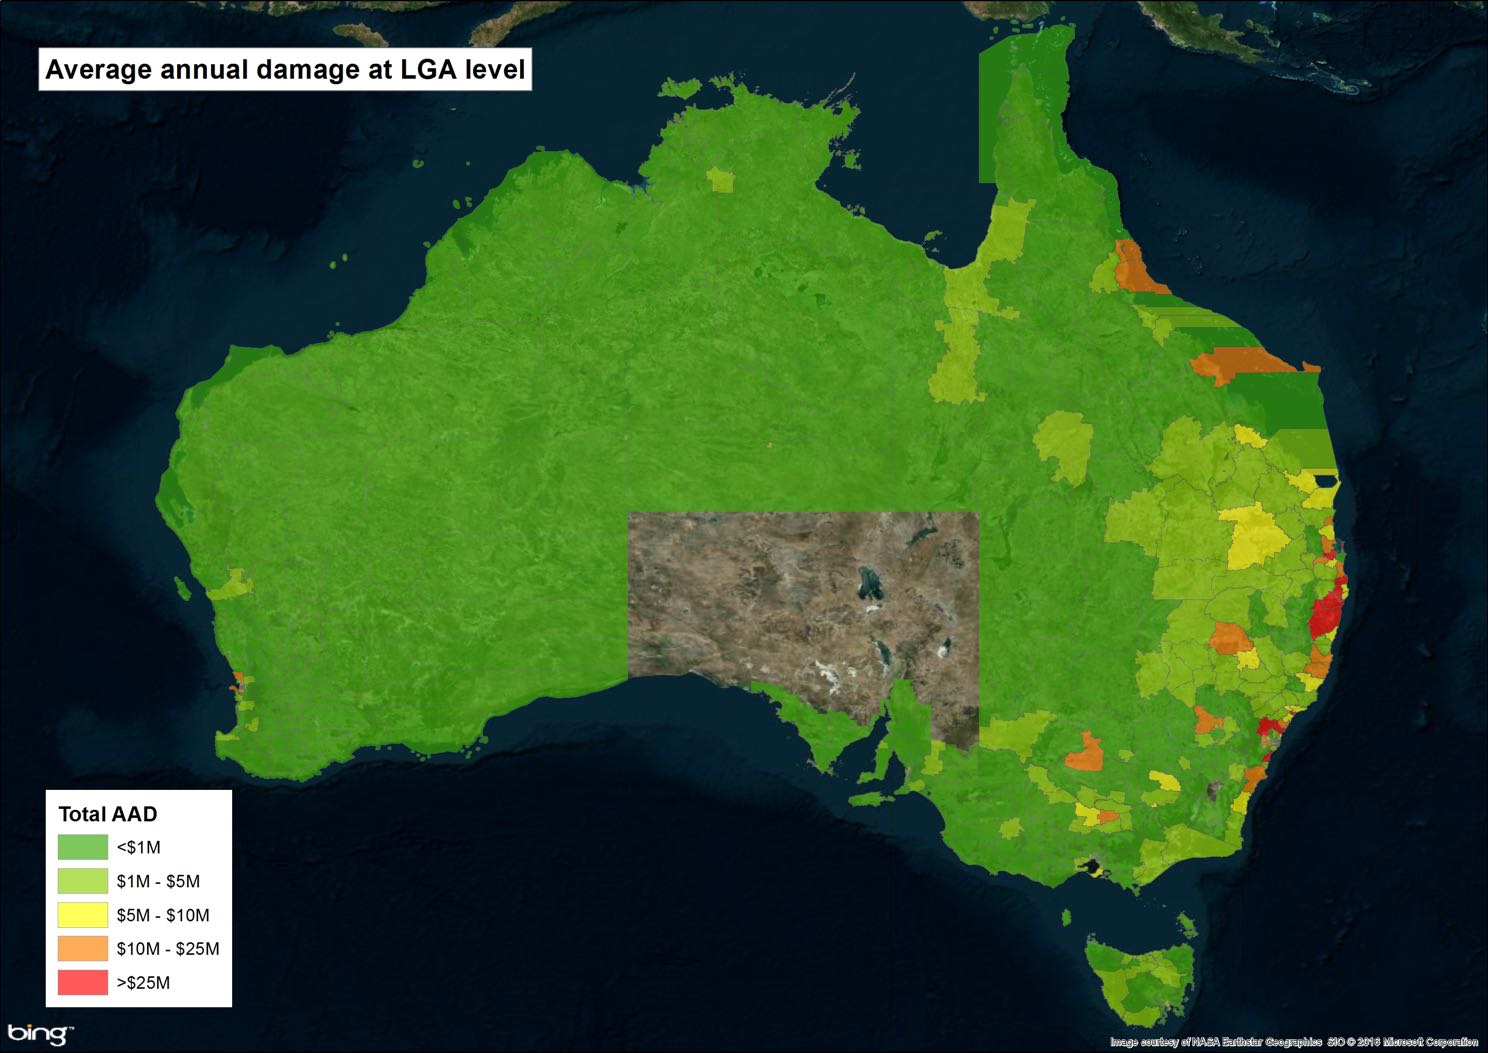 Average annual damage at LGA level
Total AAD
<$1M
$1M - $5M
$5M - $10M
$10M - $25M
>$25M
bing™
Image courtesy of NASA Earthstar Geographics SIO © 2016 Microsoft Corporation